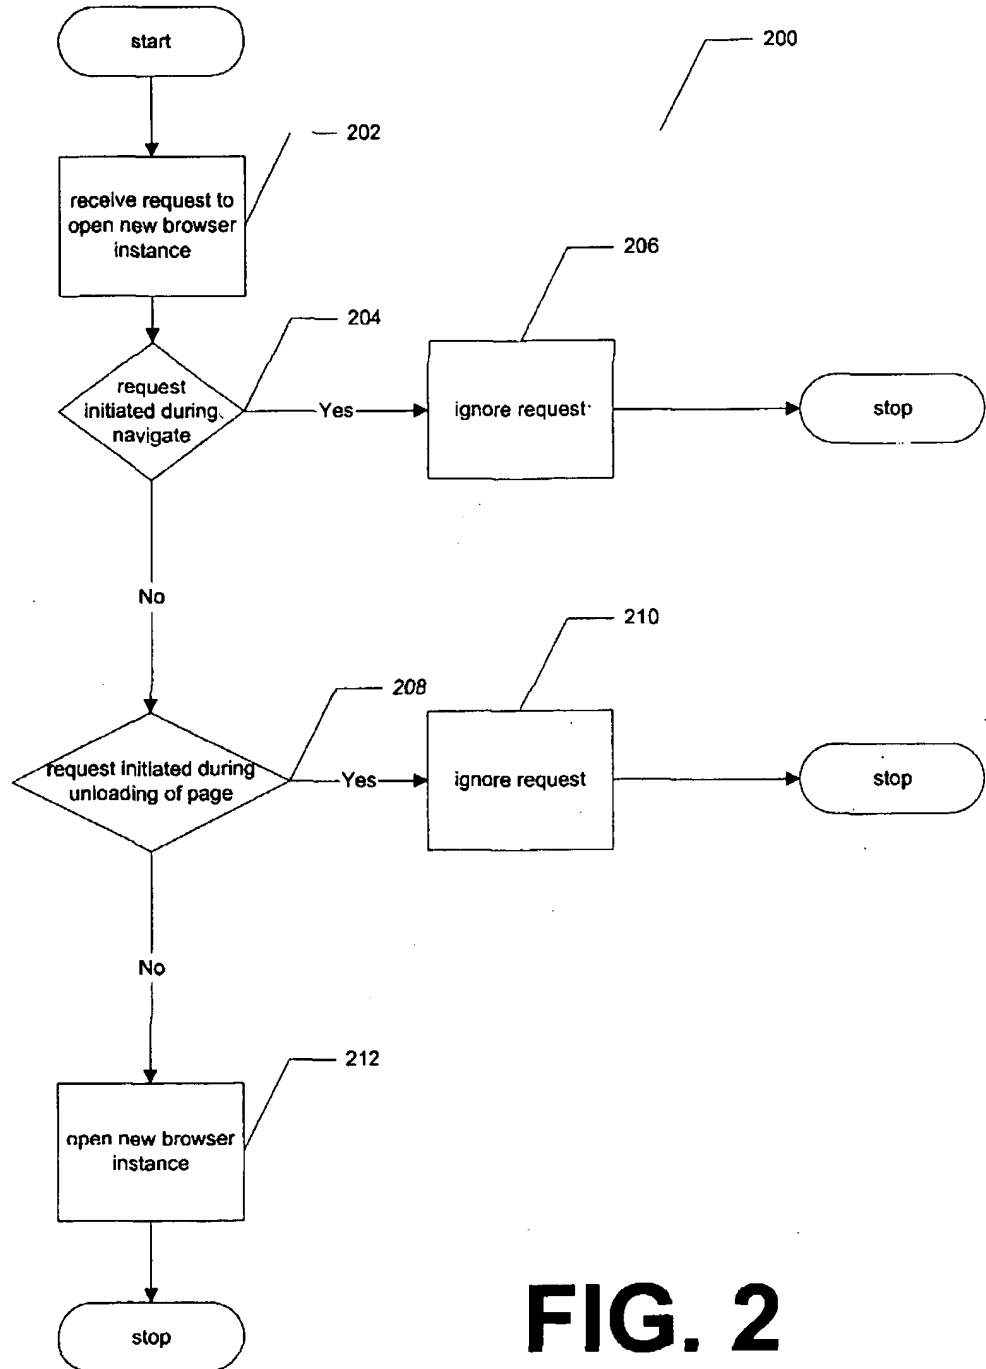 start
200
202
receive request to
open new browser
instance
206
204
request
initiated during
navigate
Yes
ignore request
stop
No
210
208
request initiated during
unloading of page
Yes
ignore request
stop
No
212
open new browser
instance
stop
FIG. 2